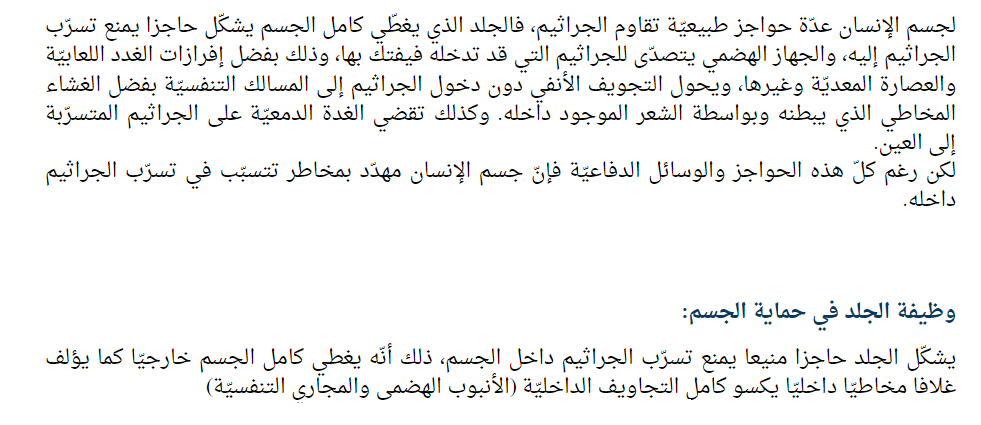 لجسم الإنسان عدّة حواجز طبيعيّة تقاوم الجراثيم، فالجلد الذي يغطّي كامل الجسم يشكّل حاجزا يمنع تسرّب
الجراثيم إليه، والجهاز الهضمي يتصدّى للجراثيم التي قد تدخله فيفتك بها، وذلك بفضل إفرازات الغدد اللعابيّة
والعصارة المعديّة وغيرها، ويحول التجويف الأنفي دون دخول الجراثيم إلى المسالك التنفسيّة بفضل الغشاء
المخاطي الذي يبطنه وبواسطة الشعر الموجود داخله. وكذلك تقضي الغدة الدمعيّة على الجراثيم المتسرّبة
إلى العين.
لكن رغم كلّ هذه الحواجز والوسائل الدفاعيّة فإنّ جسم الإنسان مهدّد بمخاطر تتسبّب في تسرّب الجراثيم
داخله.
وظيفة الجلد في حماية الجسم:
يشكّل الجلد حاجزا منيعا يمنع تسرّب الجراثيم داخل الجسم، ذلك أنّه يغطي كامل الجسم خارجيّا كما يؤلف
غلافا مخاطيّا داخليّا يكسو كامل التجاويف الداخليّة (الأنبوب الهضمى والمجاري التنفسيّة)